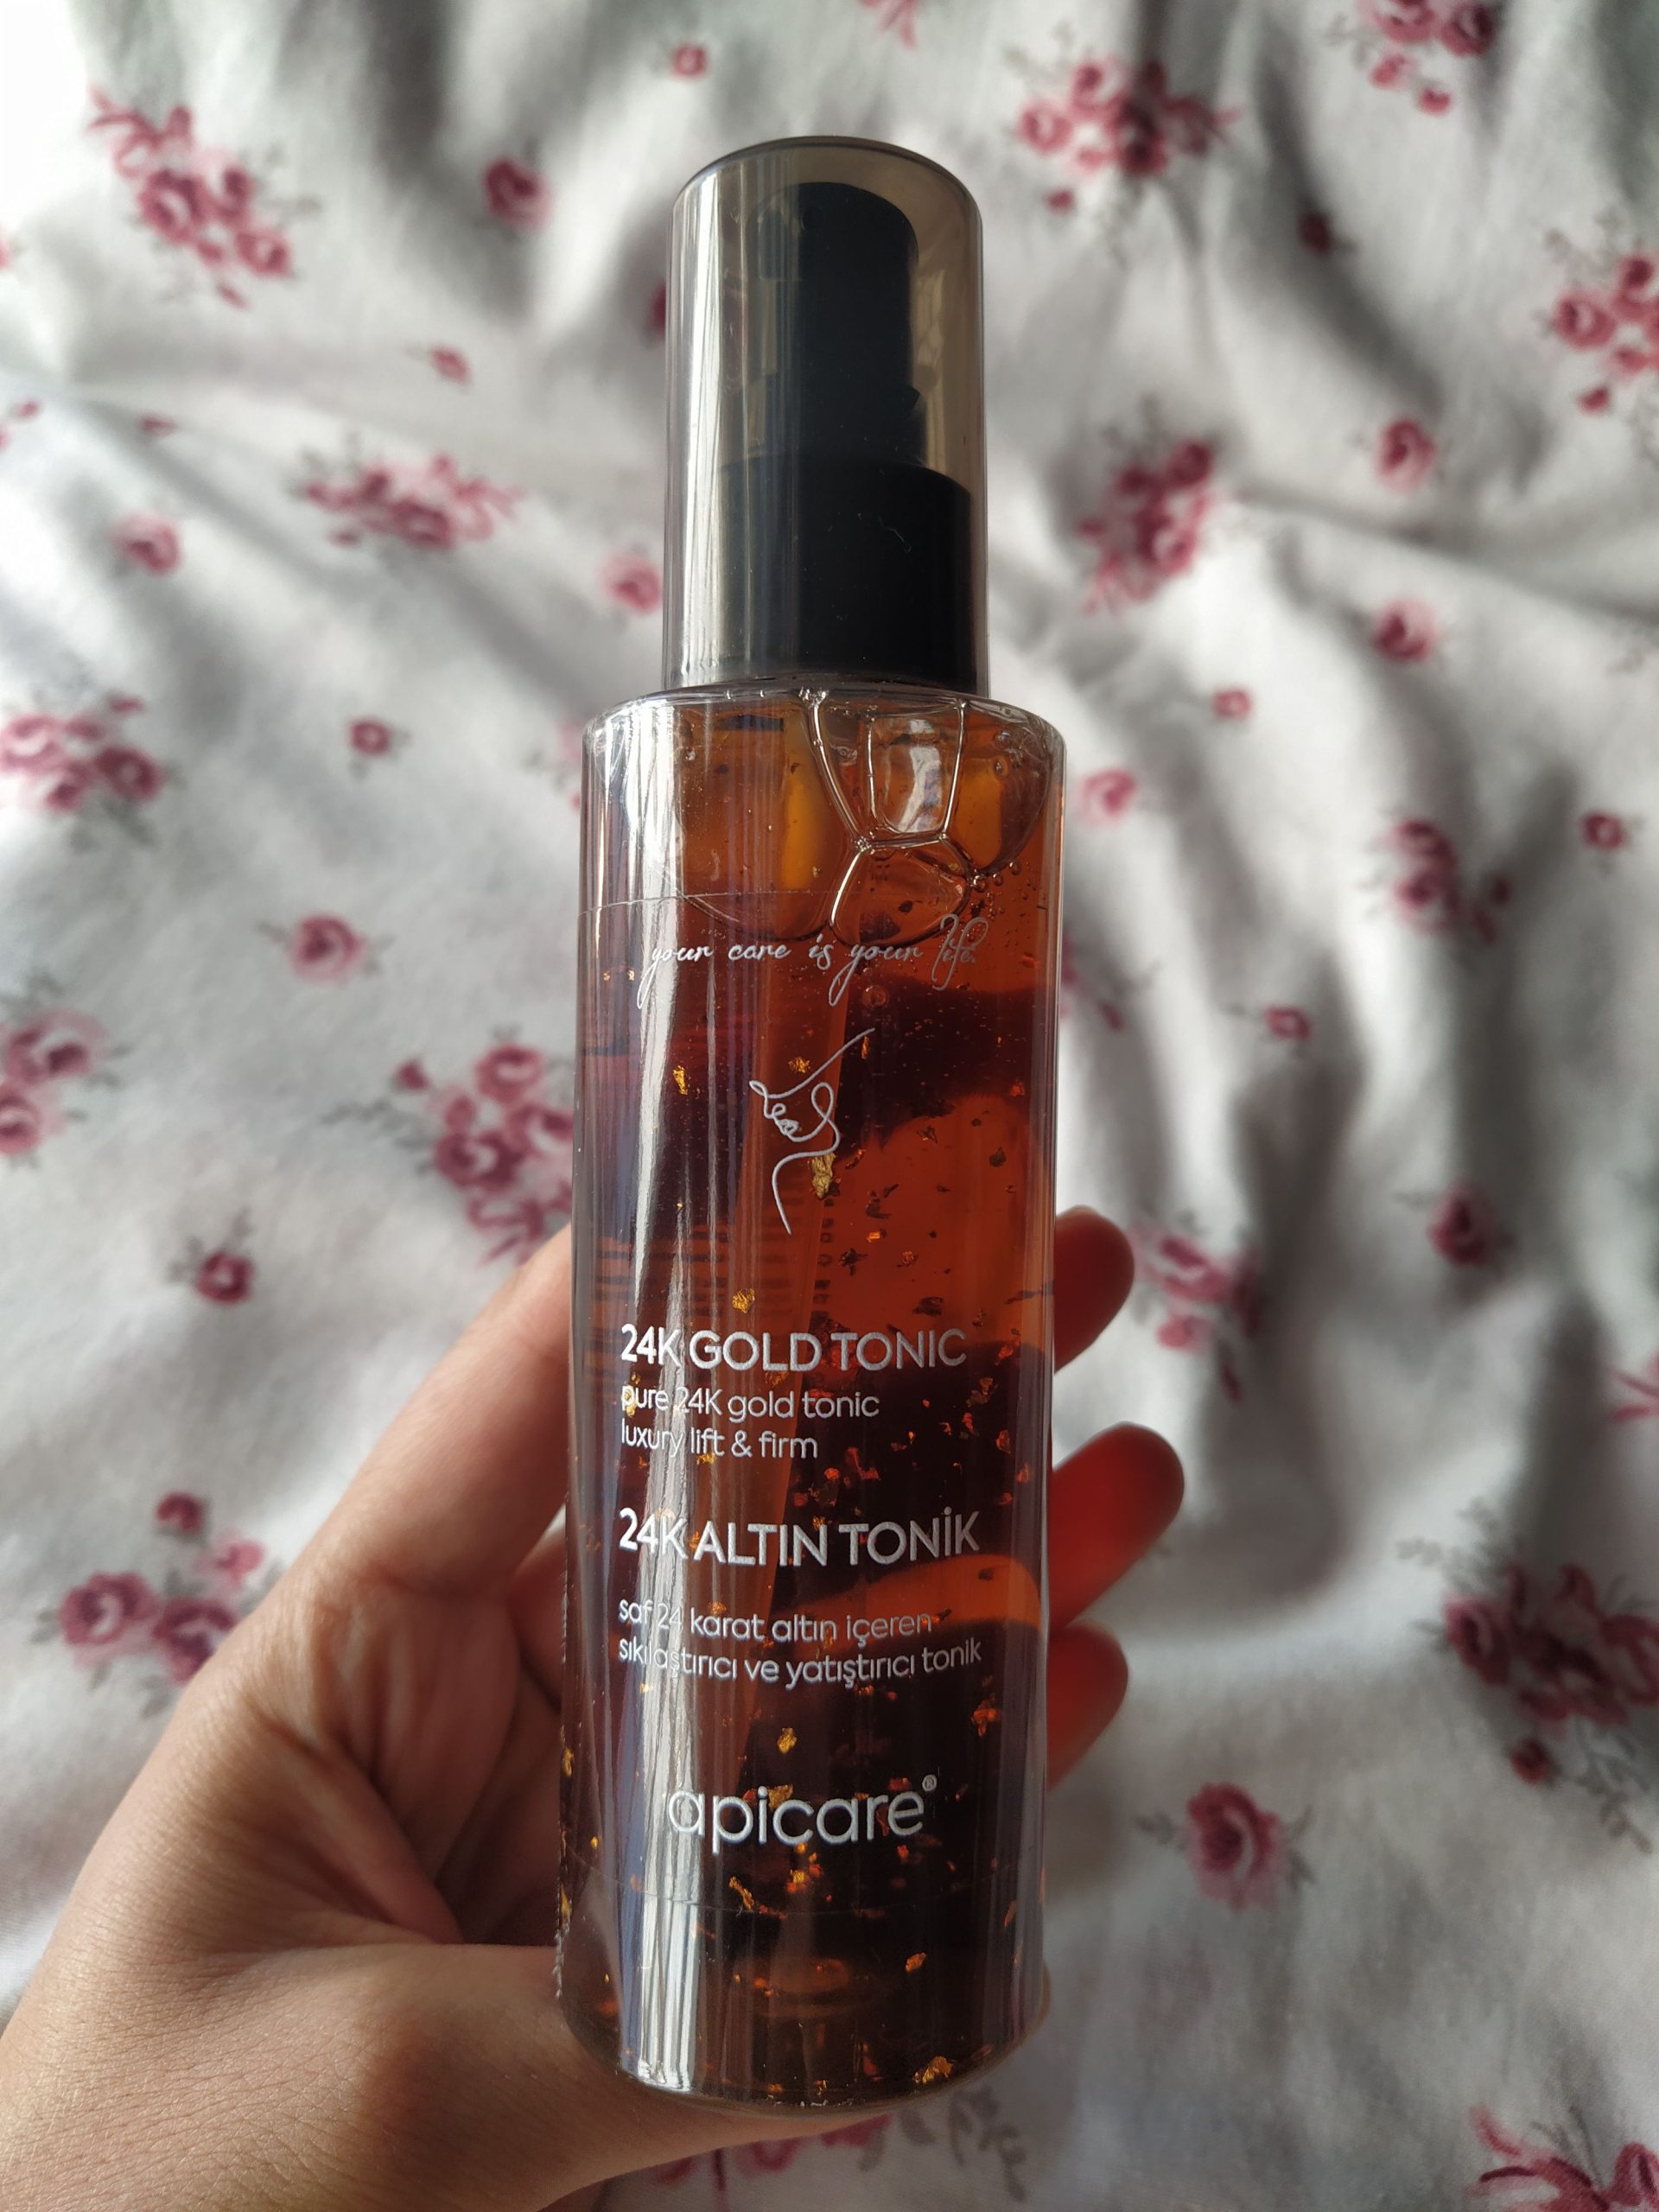 your care is your life.
24K GOLD TONIC
pure 24K gold tonic
luxury lift & firm
24K ALTIN TONİK
saf 24 karat altın içeren
sıkılaştırıcı ve yatıştırıcı tonik
apicare®